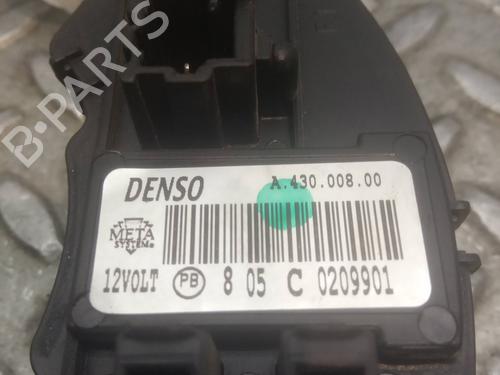 B-PARTS
DENSO
A.430.008.00
META
SYSTEM®
12VOLT PB 8 05 C 0209901